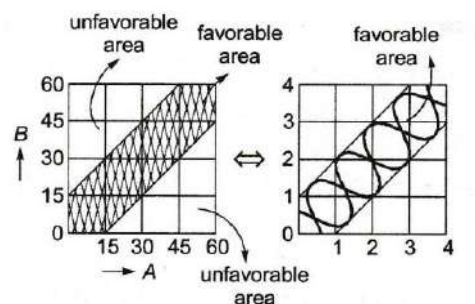 unfavorable
area
favorable
area
60
45
B
30
15
0
15 30 45 60
A
unfavorable
area
⇔
favorable
area
4
3
2
1
0
1 2 3 4